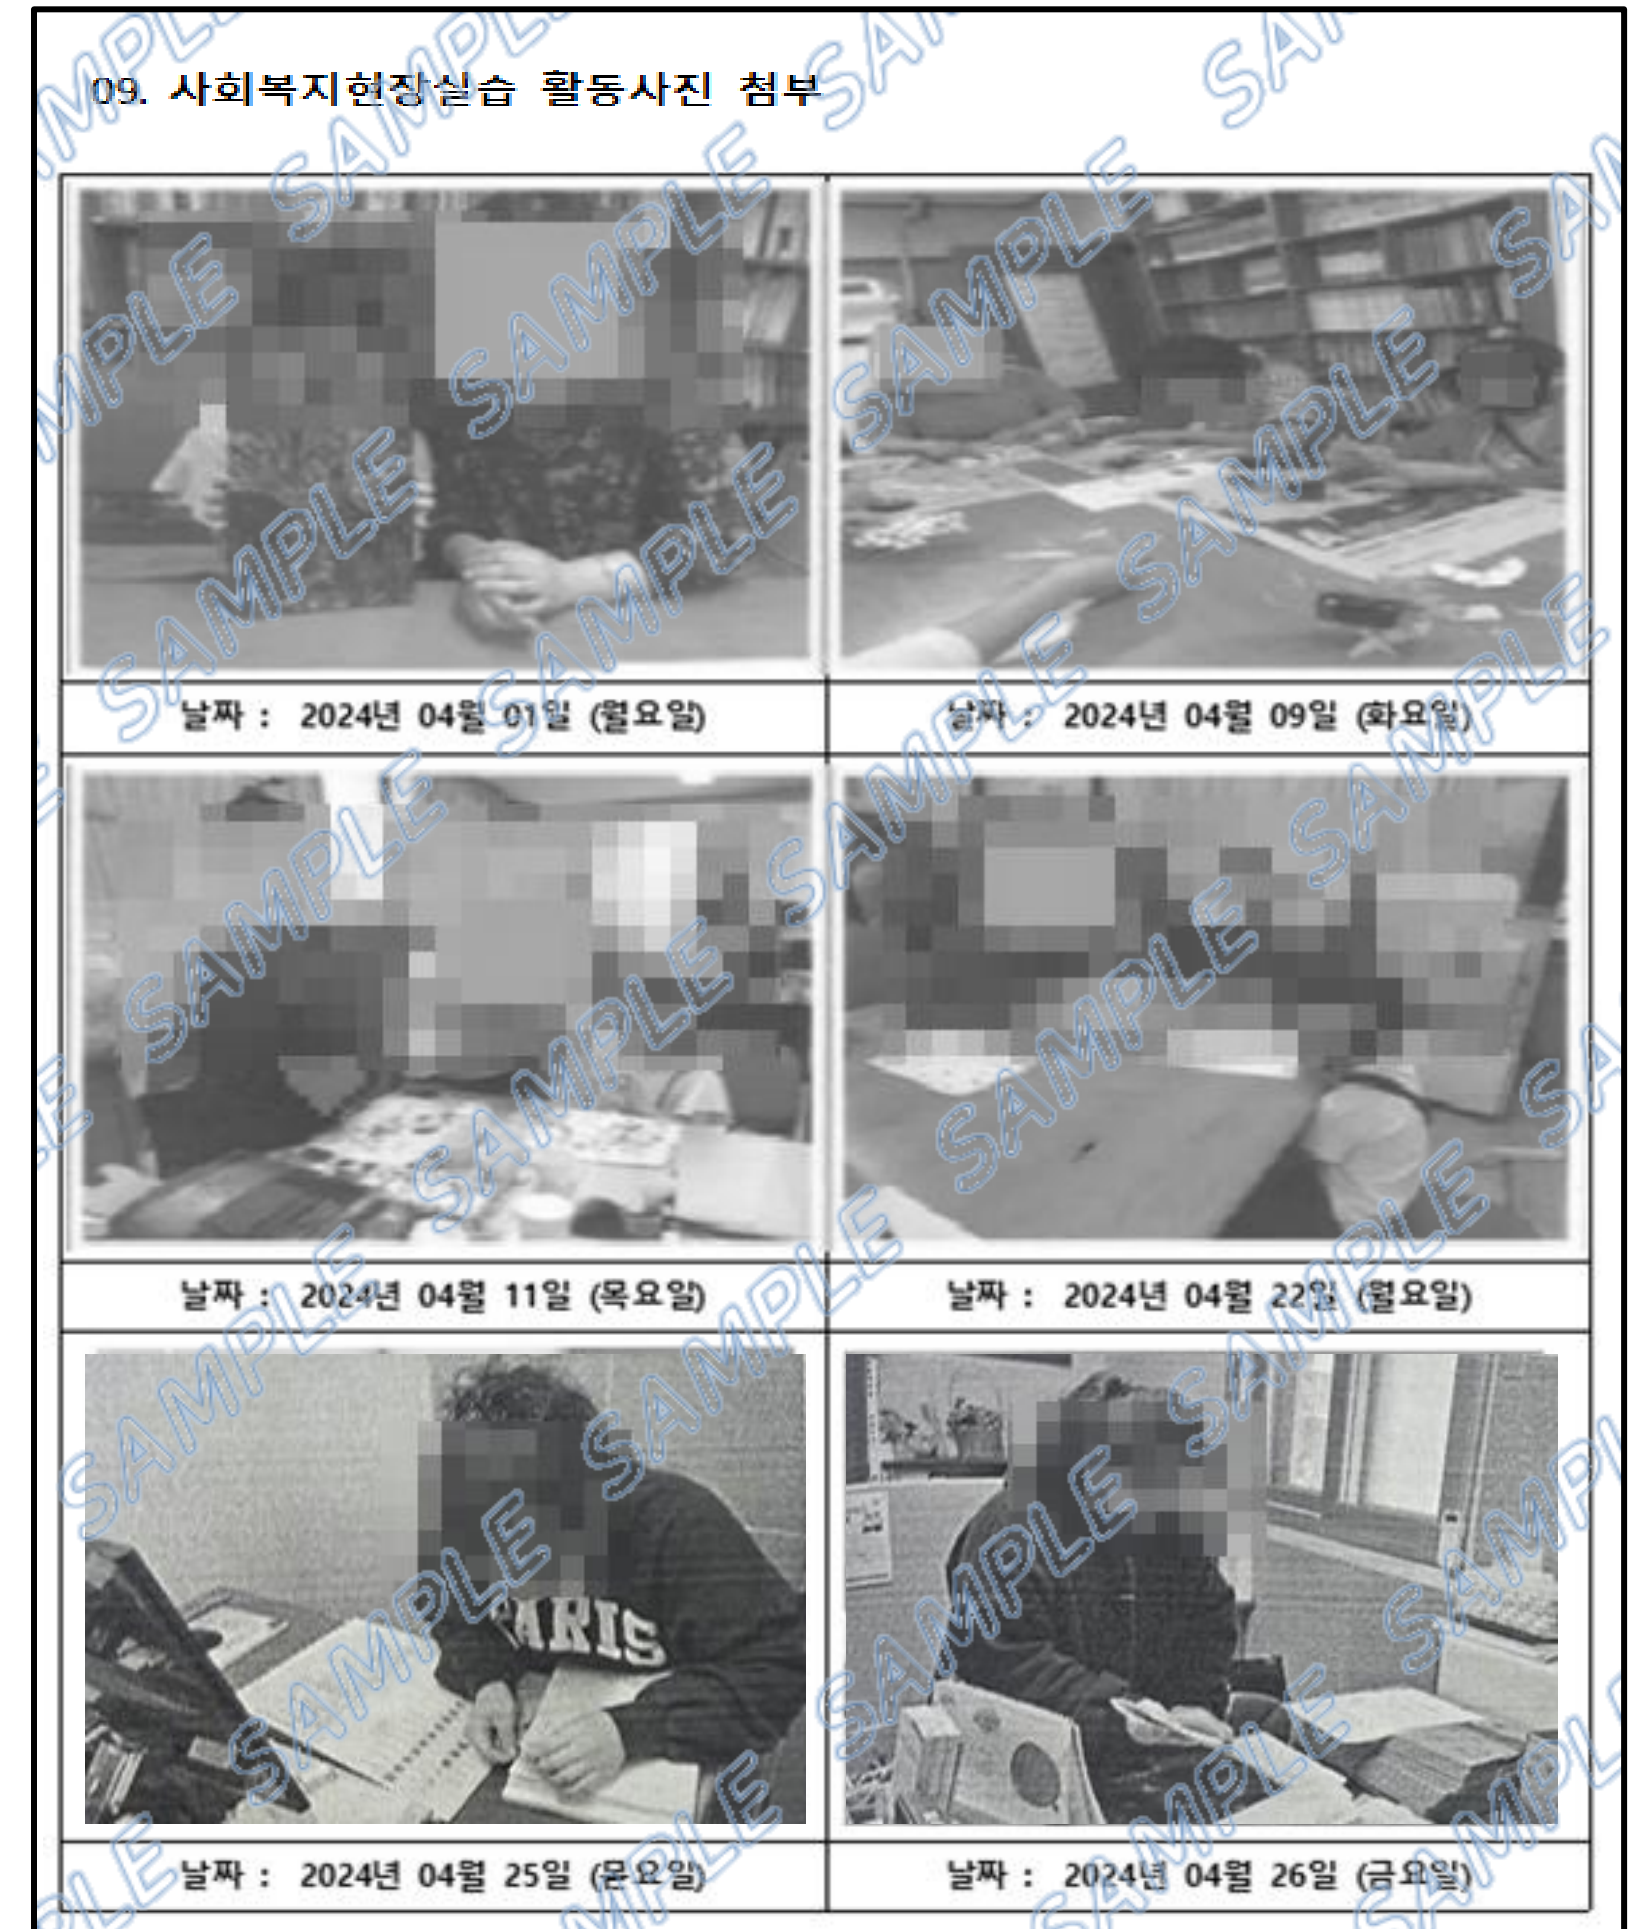 09. 사회복지현장실습 활동사진 첨부
날짜 : 2024년 04월 01일 (월요일)
날짜 : 2024년 04월 09일 (화요일)
날짜 : 2024년 04월 11일 (목요일)
날짜 : 2024년 04월 22일 (월요일)
PARIS
날짜 : 2024년 04월 25일 (목요일)
날짜 : 2024년 04월 26일 (금요일)
SAMPLE